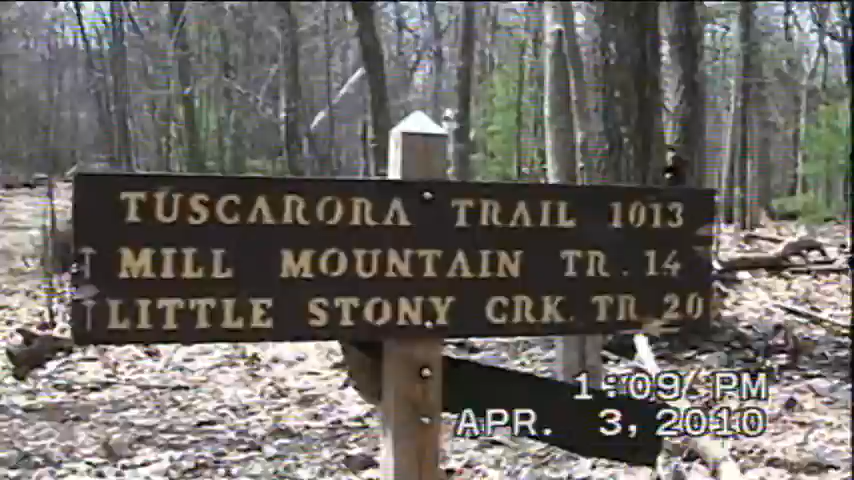 TUSCARORA TRAIL 1013
↑ MILL MOUNTAIN TR. 14
↑ LITTLE STONY CRK. TR. 20
1:09 PM
APR. 3, 2010